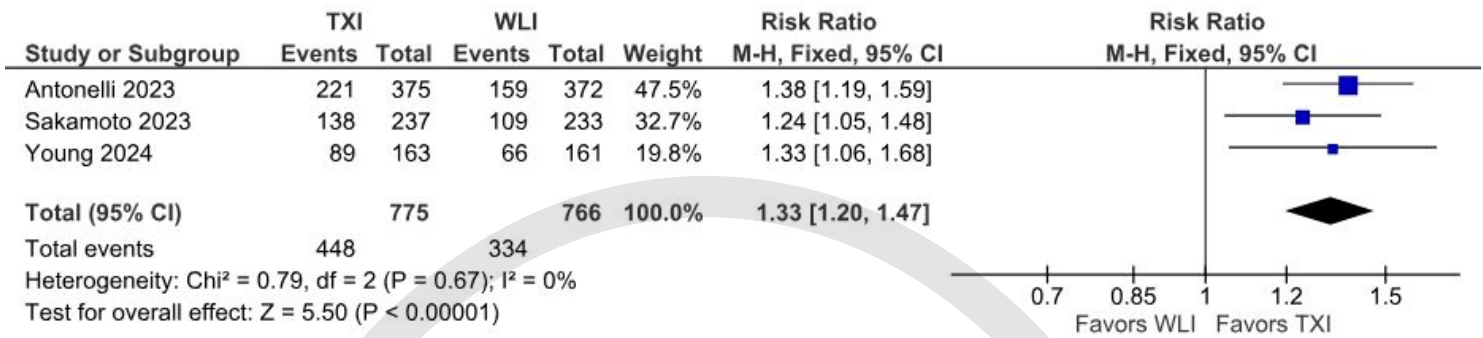 TXI WLI Risk Ratio Risk Ratio
Study or Subgroup Events Total Events Total Weight M-H, Fixed, 95% CI M-H, Fixed, 95% CI
Antonelli 2023 221 375 159 372 47.5% 1.38 [1.19, 1.59]
Sakamoto 2023 138 237 109 233 32.7% 1.24 [1.05, 1.48]
Young 2024 89 163 66 161 19.8% 1.33 [1.06, 1.68]
Total (95% CI) 775 766 100.0% 1.33 [1.20, 1.47]
Total events 448 334
Heterogeneity: Chi² = 0.79, df = 2 (P = 0.67); I² = 0%
Test for overall effect: Z = 5.50 (P < 0.00001)
0.7 0.85 1 1.2 1.5
Favors WLI Favors TXI